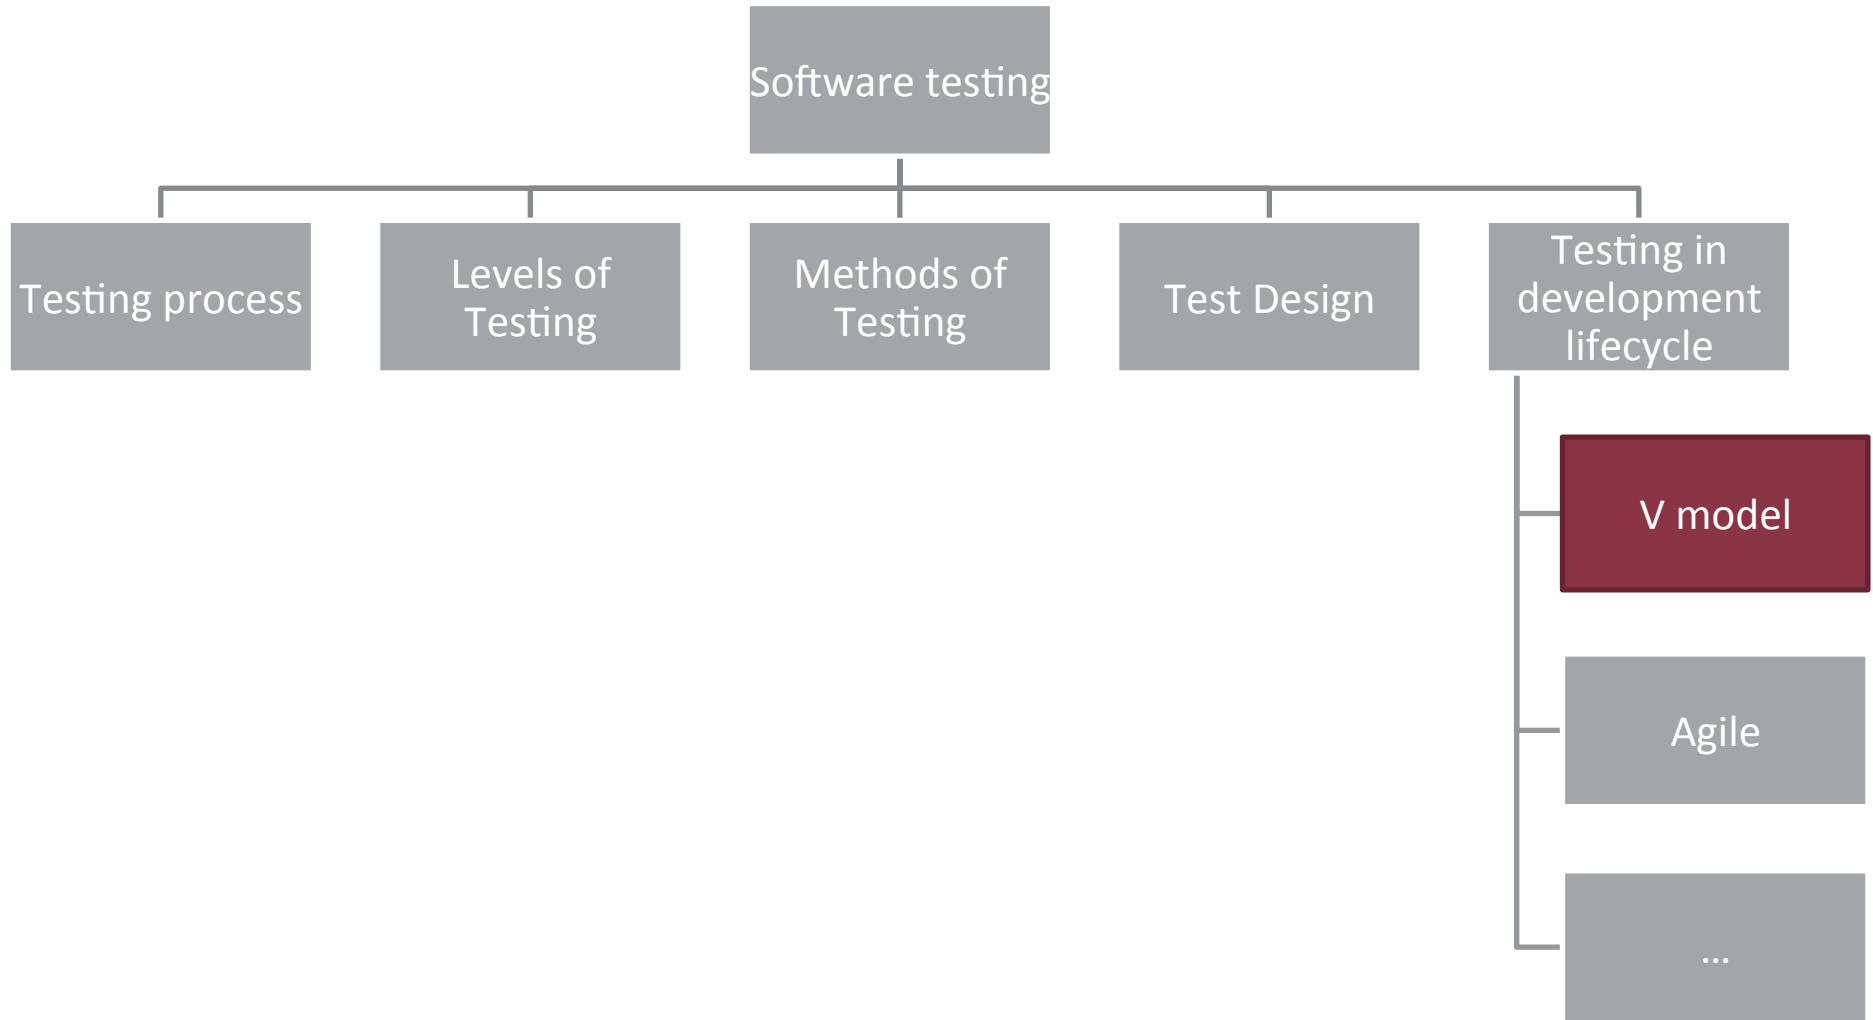 Software testing
Testing process
Levels of
Testing
Methods of
Testing
Test Design
Testing in
development
lifecycle
V model
Agile
...